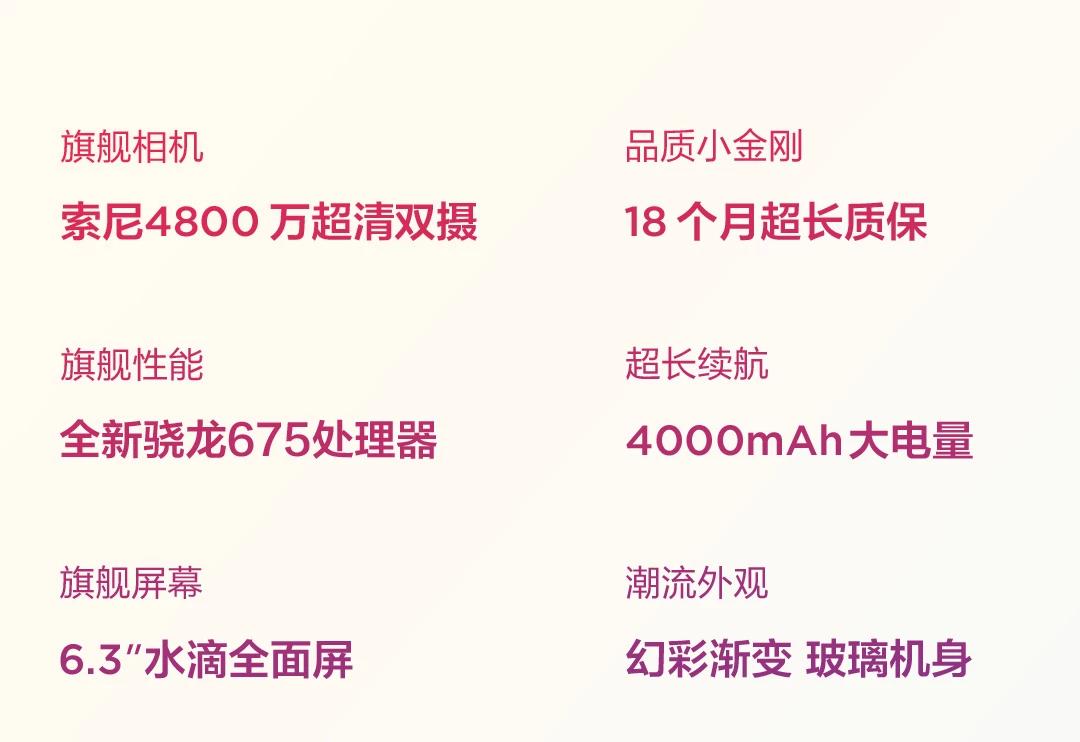 旗舰相机
索尼4800 万超清双摄
品质小金刚
18 个月超长质保
旗舰性能
全新骁龙675处理器
超长续航
4000mAh大电量
旗舰屏幕
6.3"水滴全面屏
潮流外观
幻彩渐变 玻璃机身